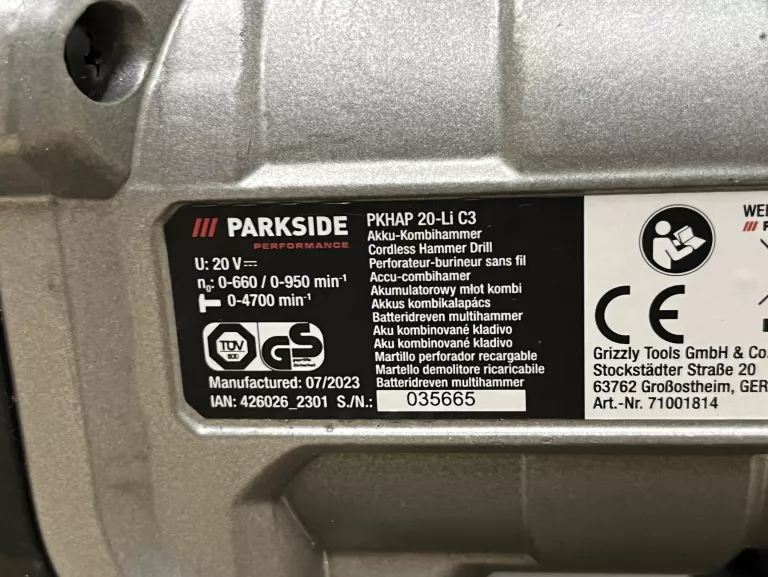 /// PARKSIDE
PERFORMANCE
U: 20 V⎓
n₀: 0-660 / 0-950 min⁻¹
0-4700 min⁻¹
TÜV
SÜD
GS
geprüfte
Sicherheit
Manufactured: 07/2023
IAN: 426026_2301 S./N.: 035665
PKHAP 20-Li C3
Akku-Kombihammer
Cordless Hammer Drill
Perforateur-burineur sans fil
Accu-combihamer
Akumulatorowy młot kombi
Akkus kombikalapács
Batteridreven multihammer
Aku kombinované kladivo
Aku kombinované kladivo
Martillo perforador recargable
Martello demolitore ricaricabile
Batteridreven multihammer
CE
Grizzly Tools GmbH & Co.
Stockstädter Straße 20
63762 Großostheim, GER
Art.-Nr. 71001814